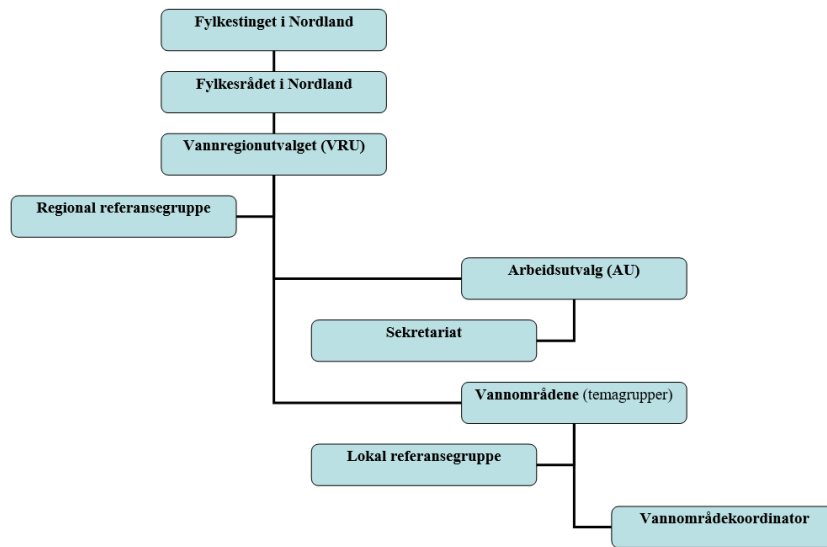 Fylkestinget i Nordland
Fylkesrådet i Nordland
Vannregionutvalget (VRU)
Regional referansegruppe
Arbeidsutvalg (AU)
Sekretariat
Vannområdene (temagrupper)
Lokal referansegruppe
Vannområdekoordinator